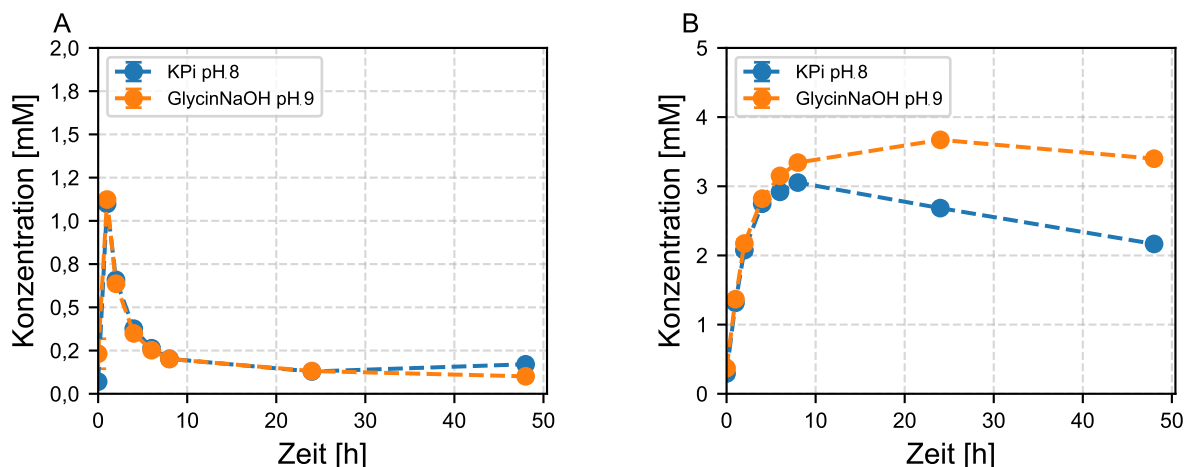 A
2,0
1,8
1,5
1,2
1,0
0,8
0,5
0,2
0,0
Konzentration [mM]
KPi pH 8
GlycinNaOH pH 9
0 10 20 30 40 50
Zeit [h]
B
5
4
3
2
1
0
Konzentration [mM]
KPi pH 8
GlycinNaOH pH 9
0 10 20 30 40 50
Zeit [h]